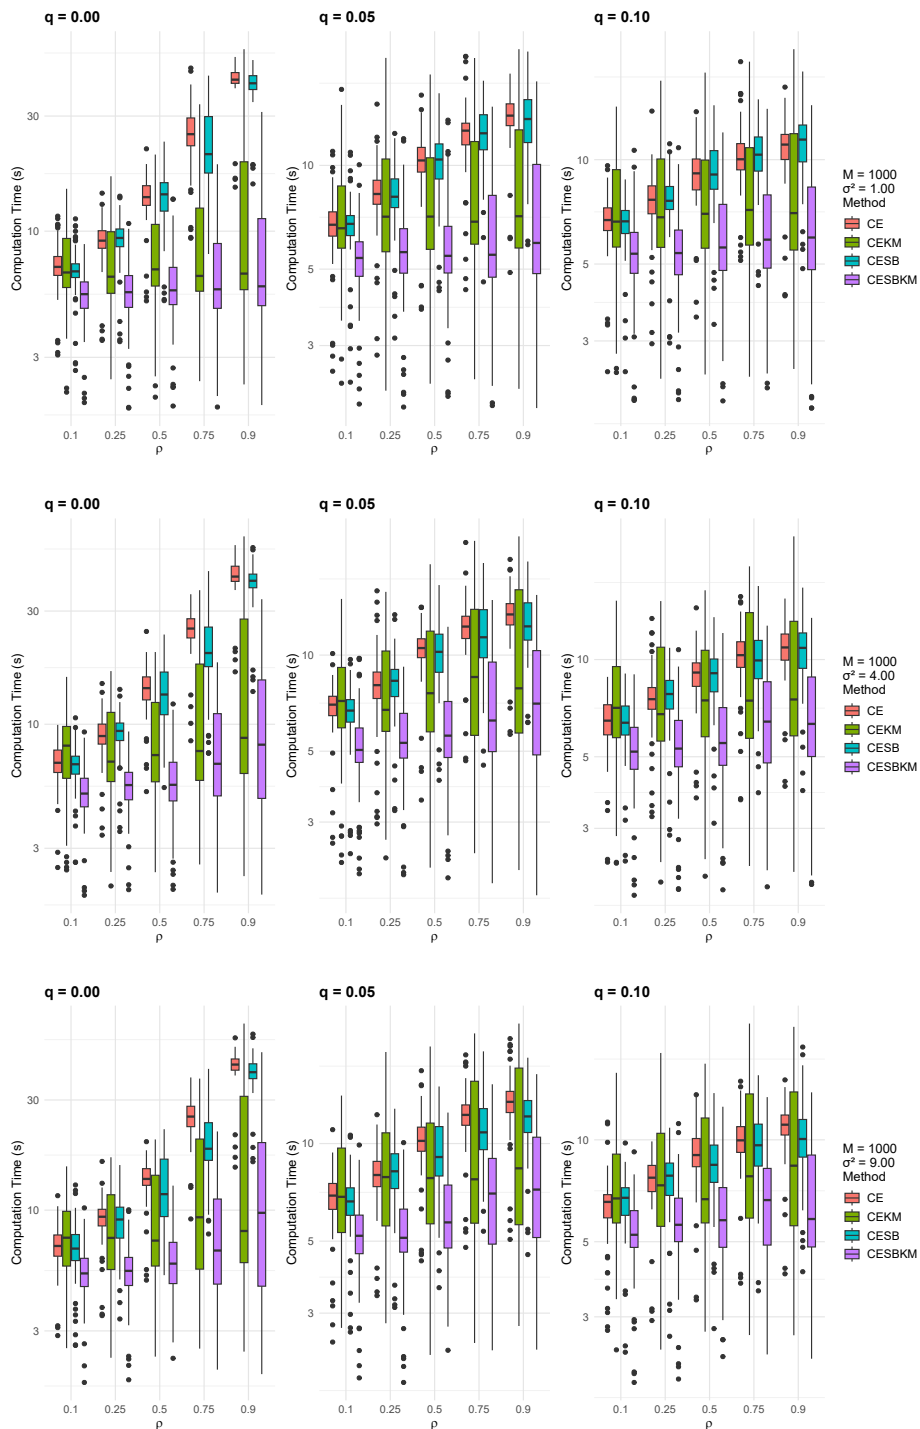 q = 0.00
q = 0.05
q = 0.10
Computation Time (s)
30
10
3
0.1 0.25 0.5 0.75 0.9
ρ
Computation Time (s)
10
5
3
0.1 0.25 0.5 0.75 0.9
ρ
Computation Time (s)
10
5
3
0.1 0.25 0.5 0.75 0.9
ρ
M = 1000
σ² = 1.00
Method
CE
CEKM
CESB
CESBKM
q = 0.00
q = 0.05
q = 0.10
Computation Time (s)
30
10
3
0.1 0.25 0.5 0.75 0.9
ρ
Computation Time (s)
10
5
3
0.1 0.25 0.5 0.75 0.9
ρ
Computation Time (s)
10
5
3
0.1 0.25 0.5 0.75 0.9
ρ
M = 1000
σ² = 4.00
Method
CE
CEKM
CESB
CESBKM
q = 0.00
q = 0.05
q = 0.10
Computation Time (s)
30
10
3
0.1 0.25 0.5 0.75 0.9
ρ
Computation Time (s)
10
5
3
0.1 0.25 0.5 0.75 0.9
ρ
Computation Time (s)
10
5
3
0.1 0.25 0.5 0.75 0.9
ρ
M = 1000
σ² = 9.00
Method
CE
CEKM
CESB
CESBKM